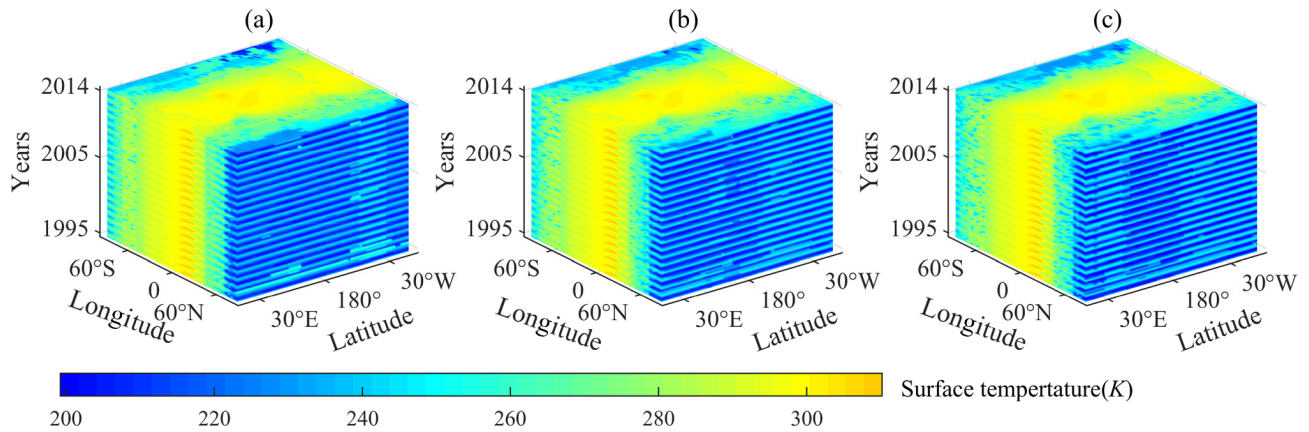 (a) (b) (c)
2014 2014 2014
2005 2005 2005
1995 1995 1995
Years Years Years
60°S 0 60°N 60°S 0 60°N 60°S 0 60°N
30°E 180° 30°W 30°E 180° 30°W 30°E 180° 30°W
Longitude Latitude Longitude Latitude Longitude Latitude
Surface tempertature(K)
200 220 240 260 280 300